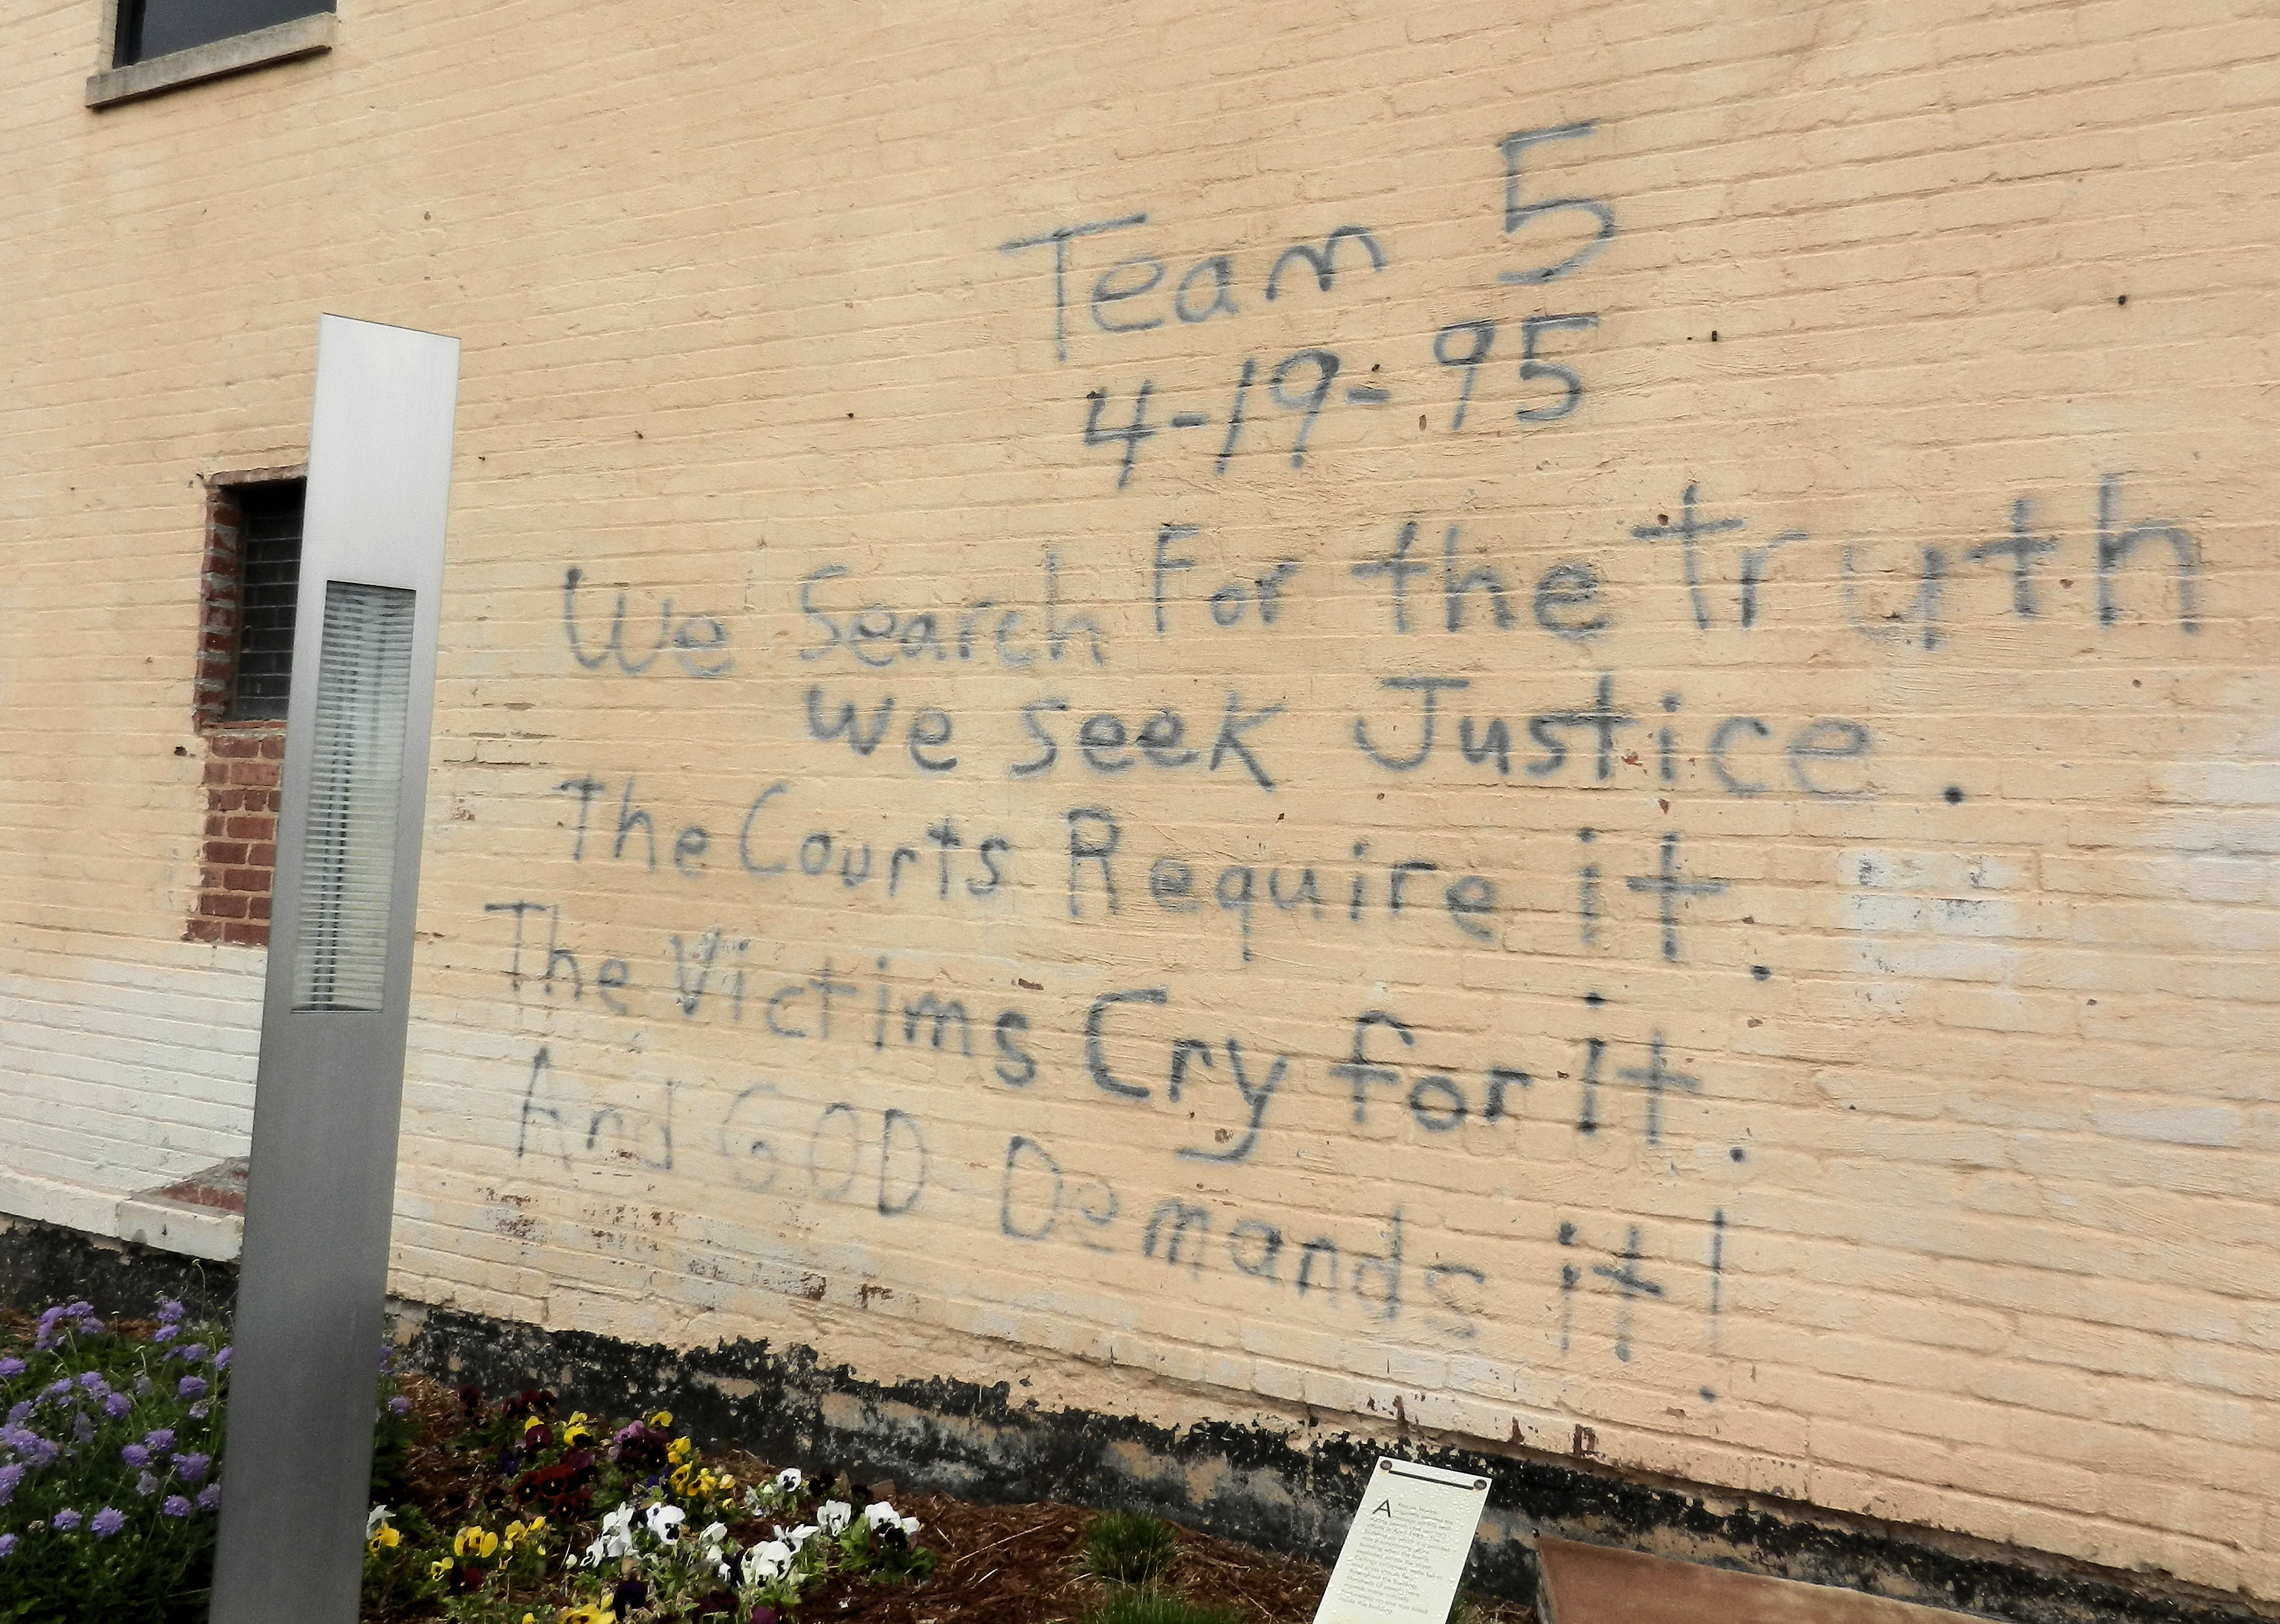 Team 5
4-19-95
We Search For the truth
We seek Justice.
The Courts Require it.
The Victims Cry for it.
And GOD Demands it!
A